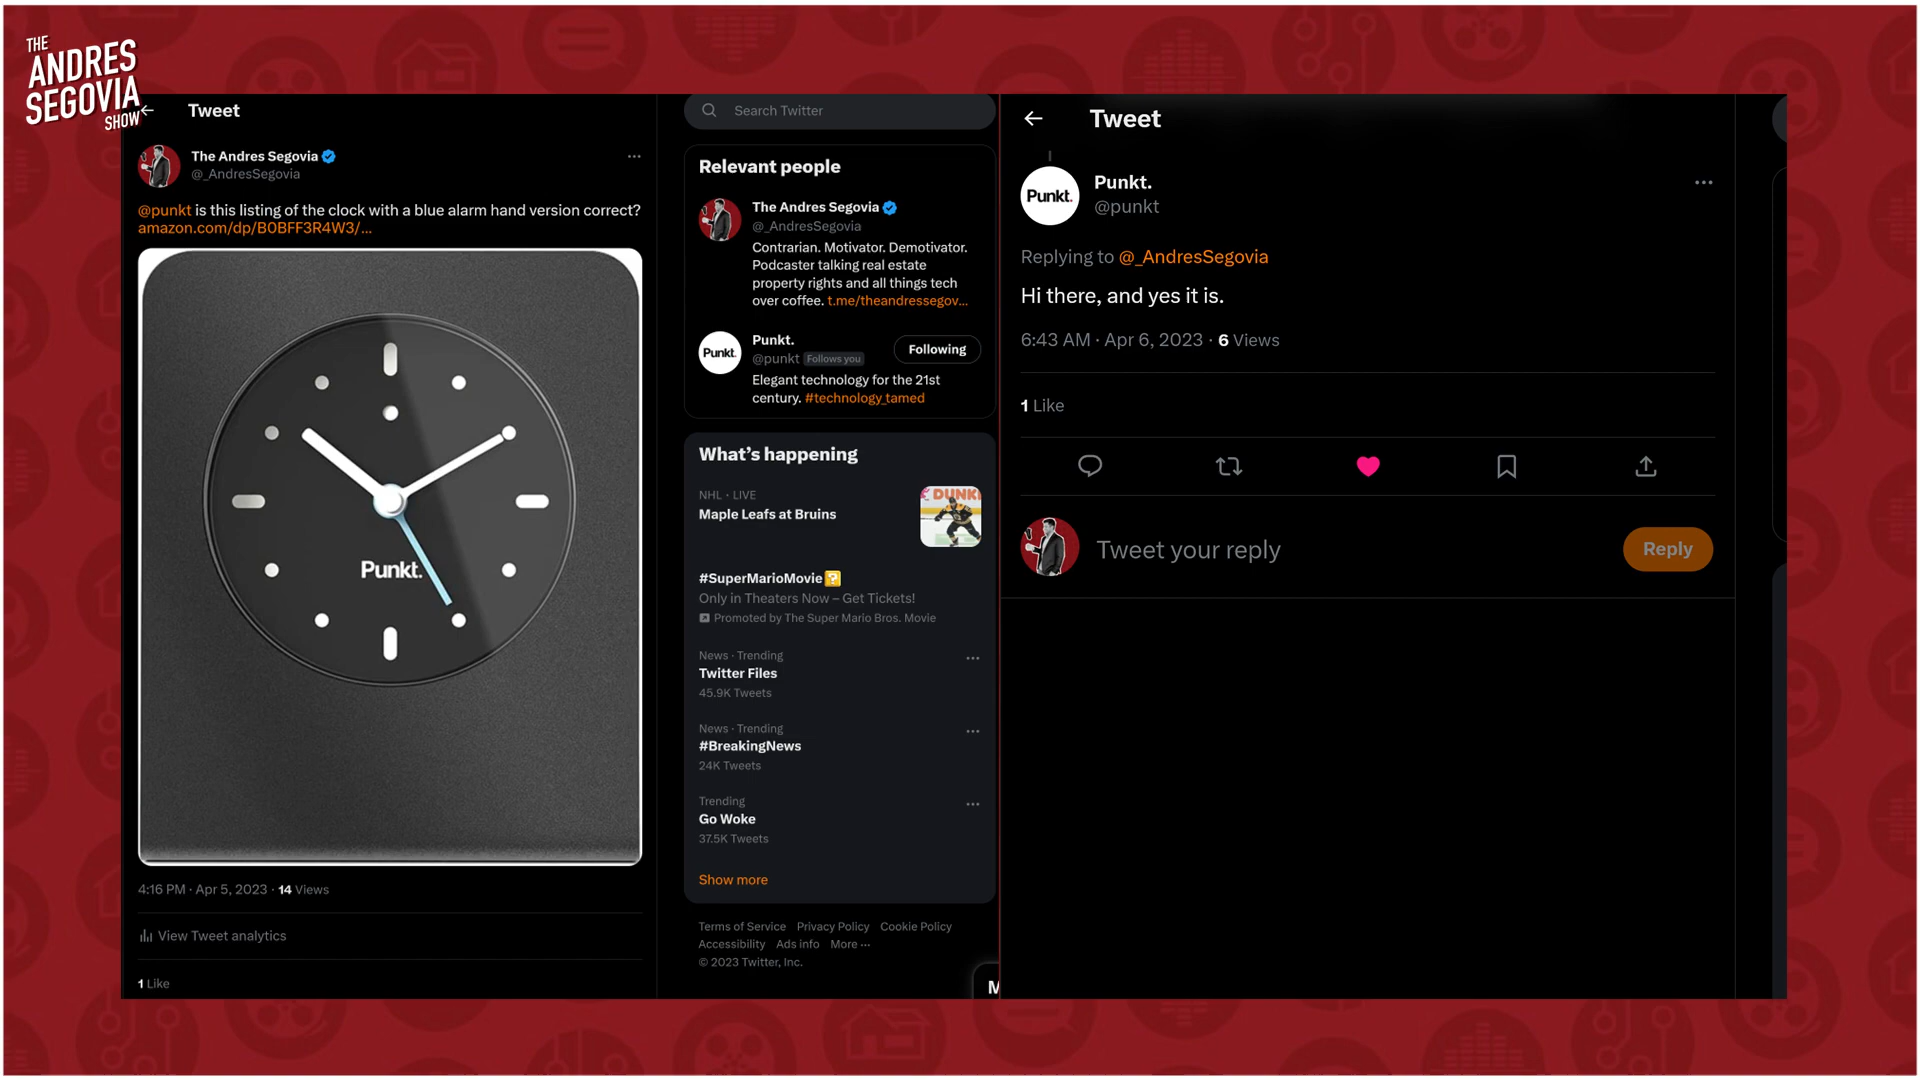 THE
ANDRES
SEGOVIA
SHOW
Tweet
The Andres Segovia
@_AndresSegovia
@punkt is this listing of the clock with a blue alarm hand version correct?
amazon.com/dp/B0BFF3R4W3/...
Punkt.
4:16 PM · Apr 5, 2023 · 14 Views
View Tweet analytics
1 Like
Search Twitter
Relevant people
The Andres Segovia
@_AndresSegovia
Contrarian. Motivator. Demotivator.
Podcaster talking real estate
property rights and all things tech
over coffee. t.me/theandressegov...
Punkt.
Punkt.
@punkt Follows you
Following
Elegant technology for the 21st
century. #technology_tamed
What's happening
NHL · LIVE
Maple Leafs at Bruins
DUNKI
#SuperMarioMovie
Only in Theaters Now – Get Tickets!
Promoted by The Super Mario Bros. Movie
News · Trending
Twitter Files
45.9K Tweets
News · Trending
#BreakingNews
24K Tweets
Trending
Go Woke
37.5K Tweets
Show more
Terms of Service Privacy Policy Cookie Policy
Accessibility Ads info More ...
© 2023 Twitter, Inc.
M
Tweet
Punkt.
Punkt.
@punkt
Replying to @_AndresSegovia
Hi there, and yes it is.
6:43 AM · Apr 6, 2023 · 6 Views
1 Like
Tweet your reply
Reply